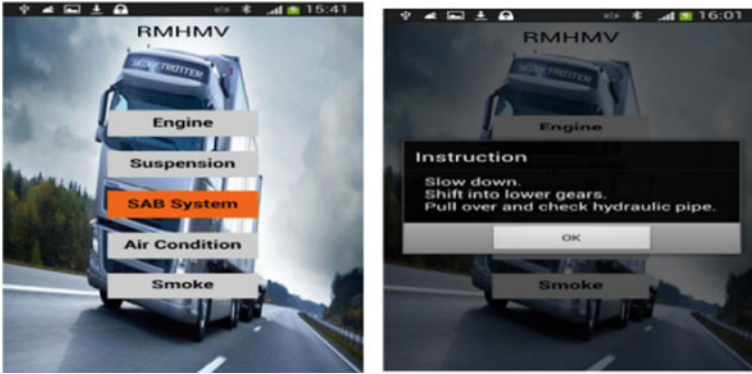 15:41
RMHMV
GLOBETROTTER
Engine
Suspension
SAB System
Air Condition
Smoke
16:01
RMHMV
GLOBETROTTER
Engine
Instruction
Slow down.
Shift into lower gears.
Pull over and check hydraulic pipe.
OK
Smoke